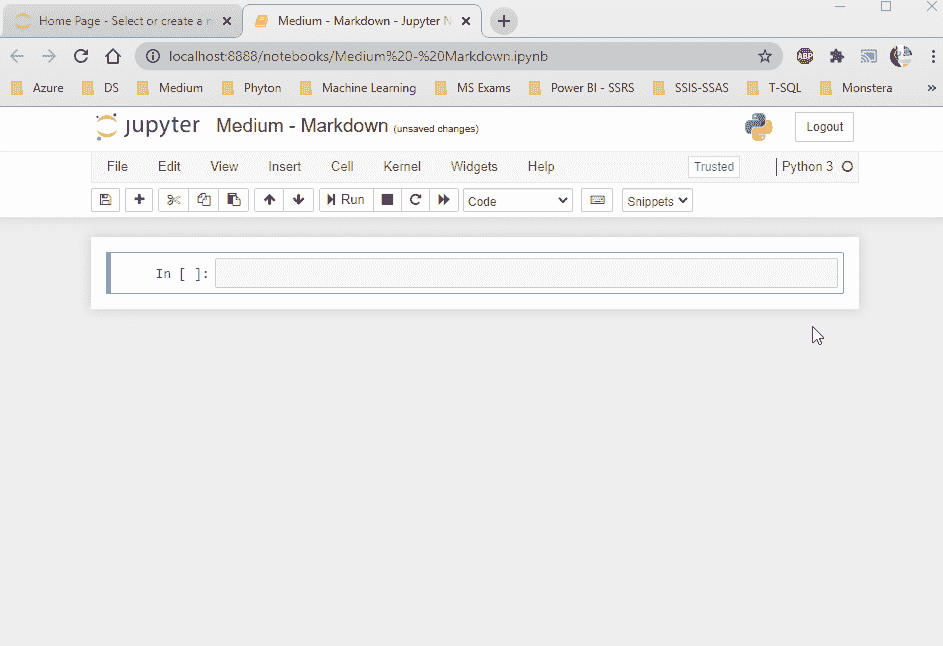 Home Page - Select or create a n
Medium - Markdown - Jupyter N
localhost:8888/notebooks/Medium%20-%20Markdown.ipynb
ABP
Azure DS Medium Phyton Machine Learning MS Exams Power BI - SSRS SSIS-SSAS T-SQL Monstera »
jupyter Medium - Markdown (unsaved changes) Logout
File Edit View Insert Cell Kernel Widgets Help Trusted Python 3
Run Code Snippets
In [ ]: